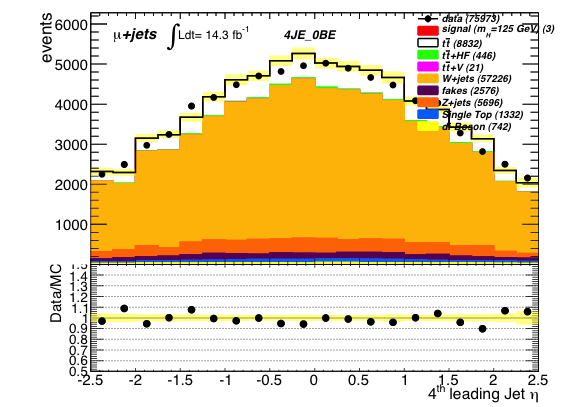 events
6000
5000
4000
3000
2000
1000
μ+jets ∫Ldt= 14.3 fb⁻¹ 4JE_0BE
data (75973)
signal (m_H=125 GeV) (3)
tt̄ (8832)
tt̄+HF (446)
tt̄+V (21)
W+jets (57226)
fakes (2576)
Z+jets (5696)
Single Top (1332)
di-Boson (742)
Data/MC
1.5
1.4
1.3
1.2
1.1
1
0.9
0.8
0.7
0.6
0.5
-2.5 -2 -1.5 -1 -0.5 0 0.5 1 1.5 2 2.5
4th leading Jet η